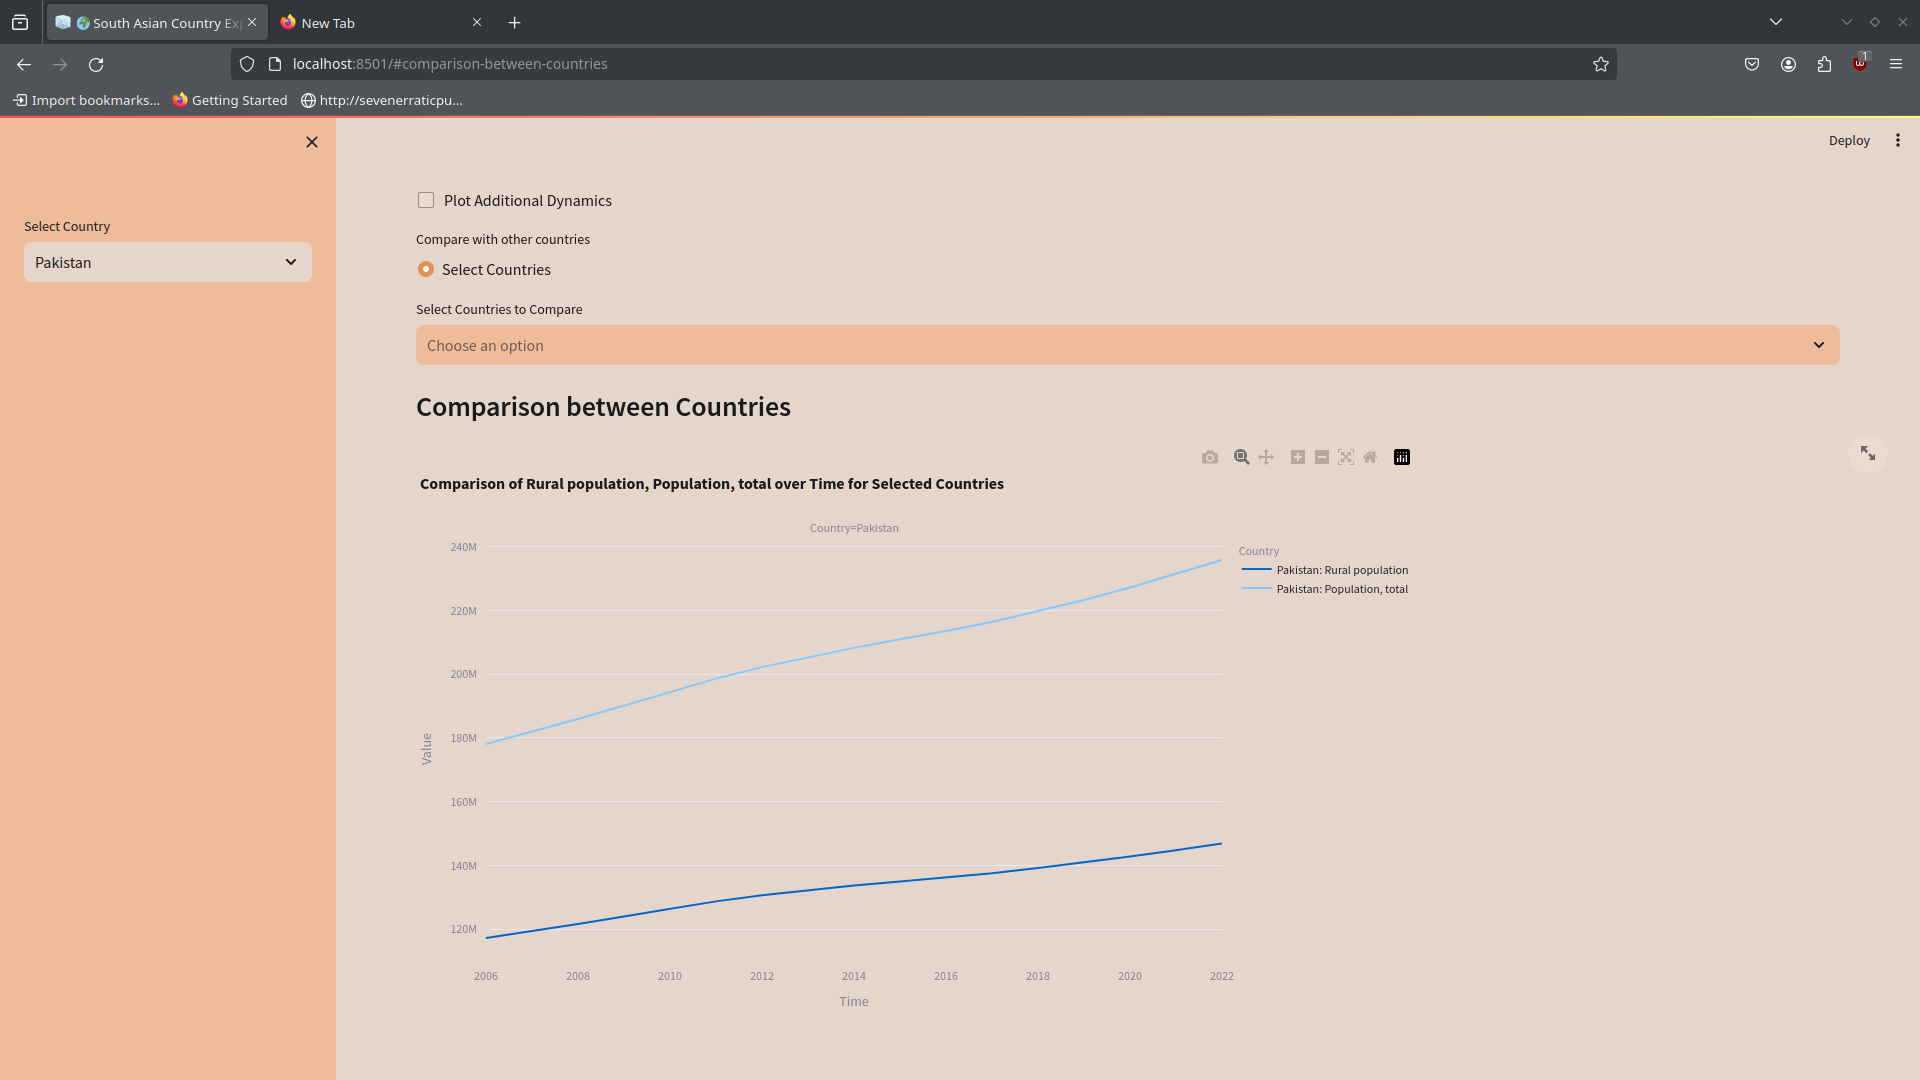 South Asian Country Ex
New Tab
localhost:8501/#comparison-between-countries
1
Import bookmarks...
Getting Started
http://sevenerraticpu...
Deploy
Select Country
Pakistan
Plot Additional Dynamics
Compare with other countries
Select Countries
Select Countries to Compare
Choose an option
Comparison between Countries
Comparison of Rural population, Population, total over Time for Selected Countries
Country=Pakistan
Country
Pakistan: Rural population
Pakistan: Population, total
240M
220M
200M
180M
160M
140M
120M
Value
2006 2008 2010 2012 2014 2016 2018 2020 2022
Time